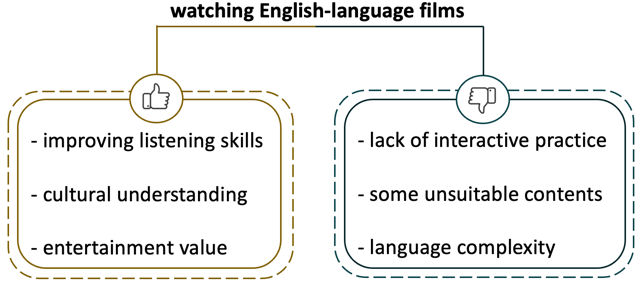 watching English-language films
- improving listening skills
- cultural understanding
- entertainment value
- lack of interactive practice
- some unsuitable contents
- language complexity